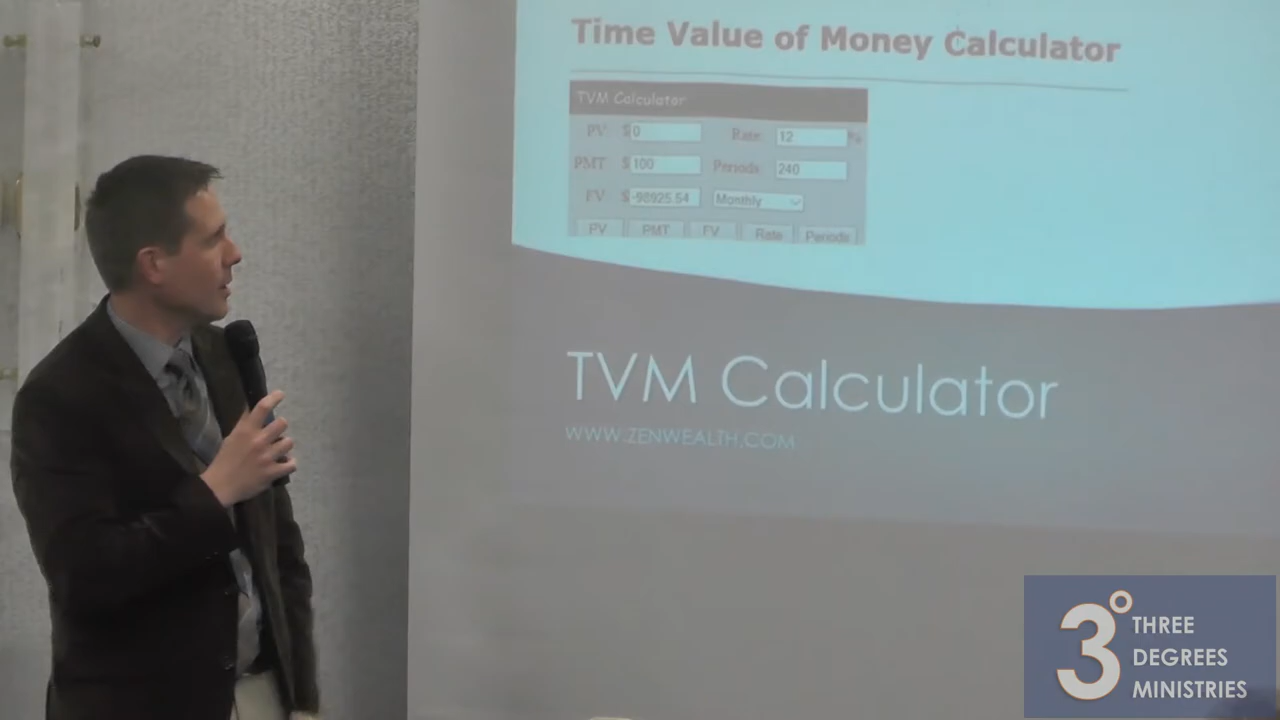 Time Value of Money Calculator
TVM Calculator
PV: $ 0 Rate: 12 %
PMT: $ 100 Periods: 240
FV: $ -98925.54 Monthly
PV PMT FV Rate Periods
TVM Calculator
WWW.ZENWEALTH.COM
3° THREE
DEGREES
MINISTRIES